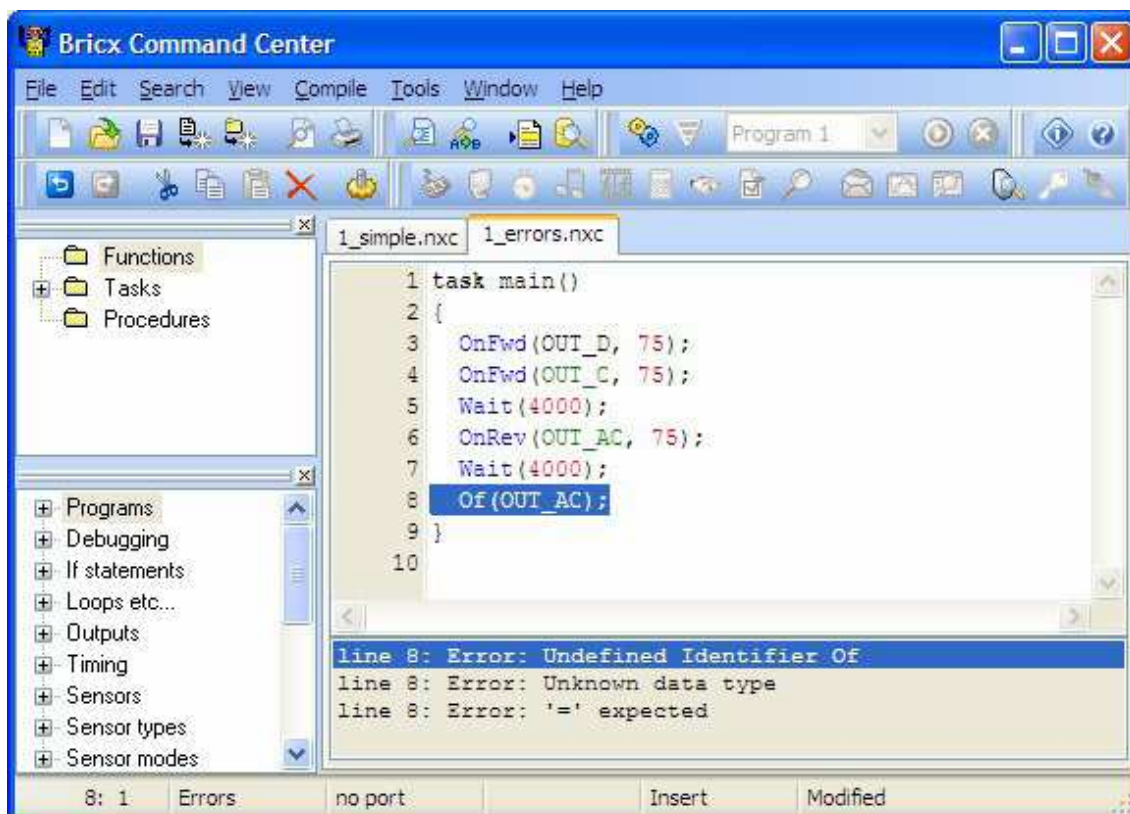 Bricx Command Center
File Edit Search View Compile Tools Window Help
Program 1
Functions
Tasks
Procedures
Programs
Debugging
If statements
Loops etc...
Outputs
Timing
Sensors
Sensor types
Sensor modes
1_simple.nxc 1_errors.nxc
1 task main()
2 {
3 OnFwd(OUT_D, 75);
4 OnFwd(OUT_C, 75);
5 Wait(4000);
6 OnRev(OUT_AC, 75);
7 Wait(4000);
8 Of(OUT_AC);
9 }
10
line 8: Error: Undefined Identifier Of
line 8: Error: Unknown data type
line 8: Error: '=' expected
8: 1 Errors no port Insert Modified